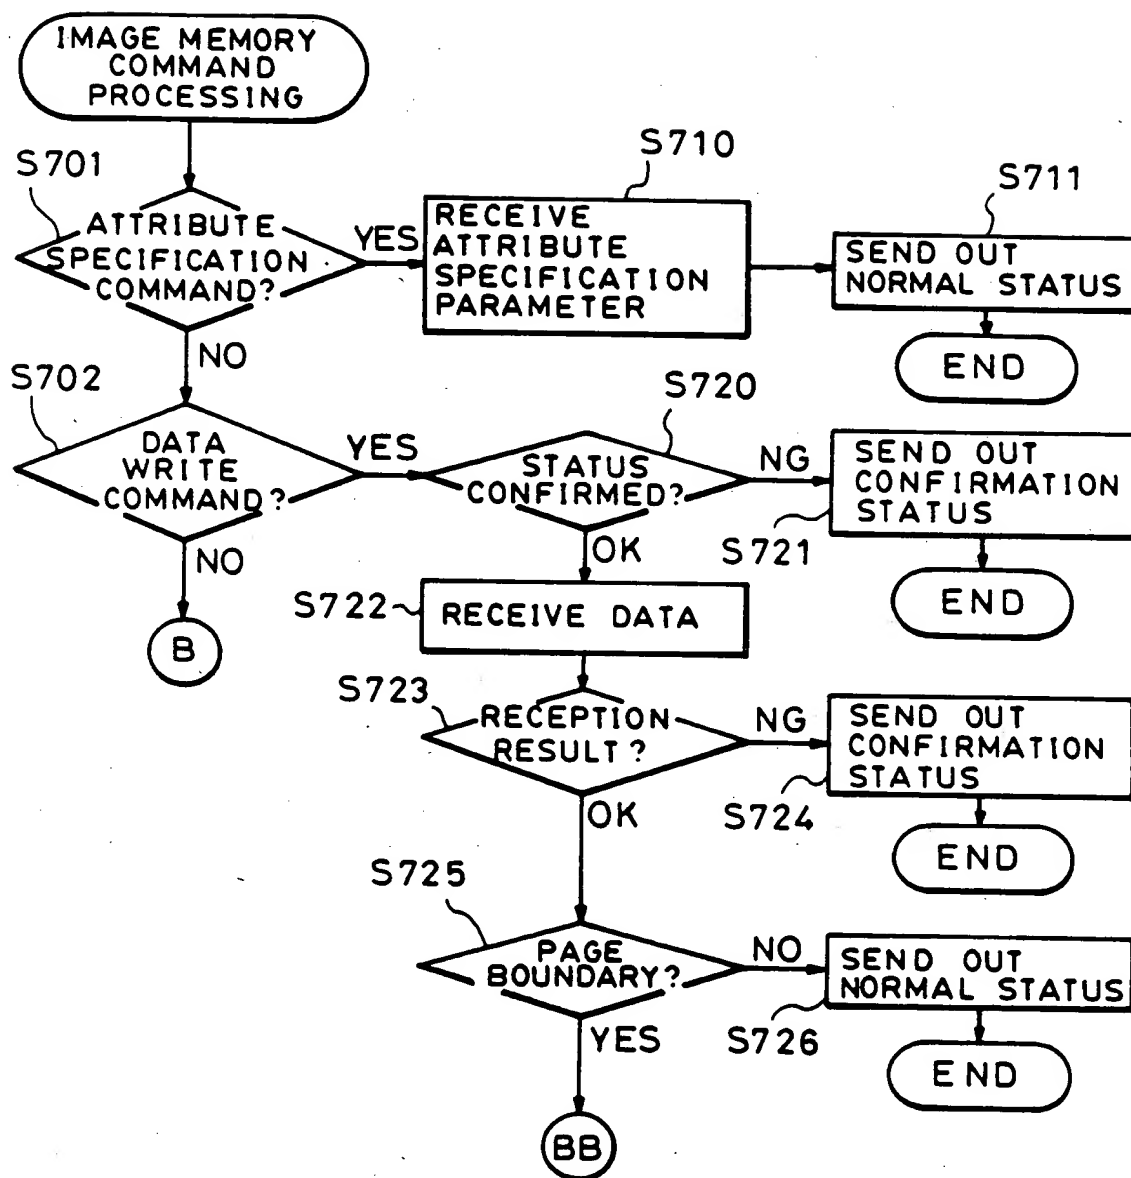 IMAGE MEMORY
COMMAND
PROCESSING
S701
ATTRIBUTE
SPECIFICATION
COMMAND?
YES
NO
S710
RECEIVE
ATTRIBUTE
SPECIFICATION
PARAMETER
S711
SEND OUT
NORMAL STATUS
END
S702
DATA
WRITE
COMMAND?
YES
NO
B
S720
STATUS
CONFIRMED?
NG
OK
SEND OUT
CONFIRMATION
STATUS
S721
END
S722
RECEIVE DATA
S723
RECEPTION
RESULT?
NG
OK
SEND OUT
CONFIRMATION
STATUS
S724
END
S725
PAGE
BOUNDARY?
NO
YES
SEND OUT
NORMAL STATUS
S726
END
BB